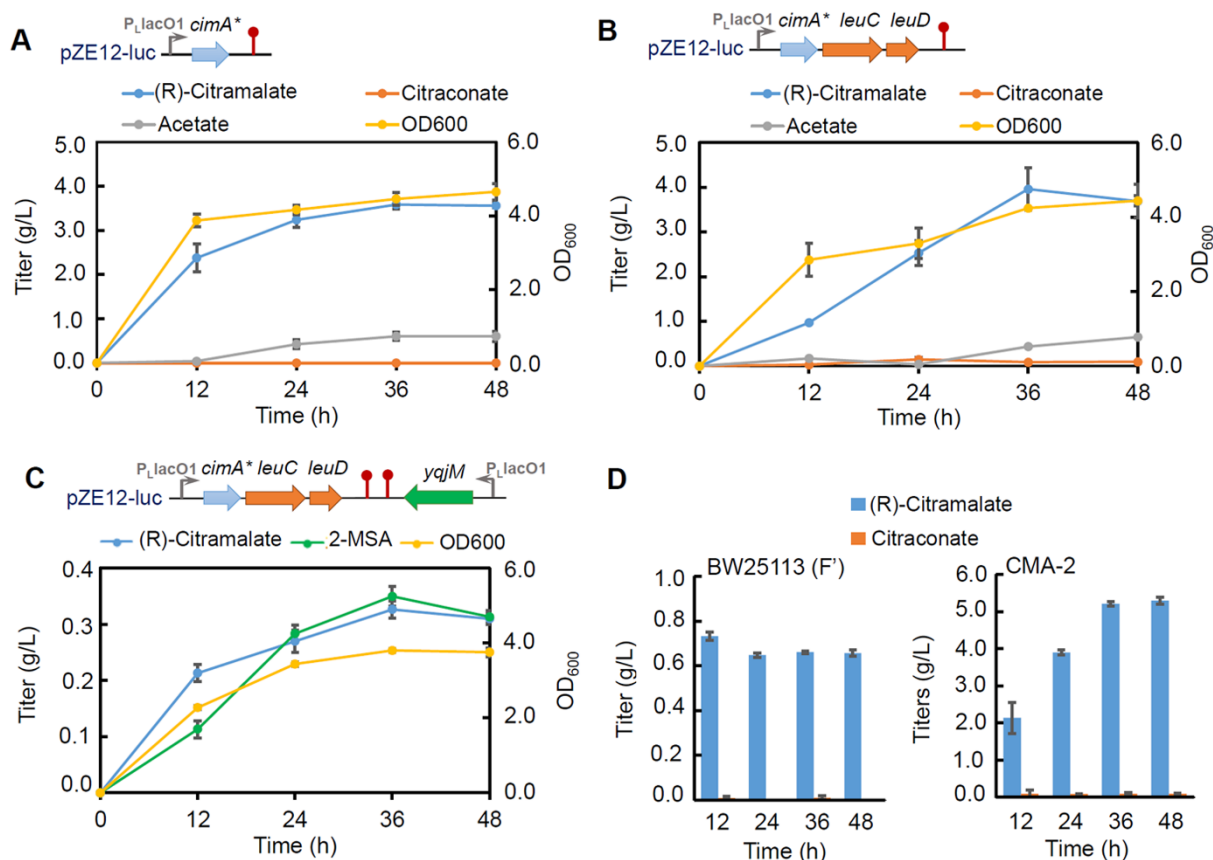 A
P_LlacO1 cimA*
pZE12-luc
(R)-Citramalate
Citraconate
Acetate
OD600
5.0
4.0
3.0
2.0
1.0
0.0
Titer (g/L)
6.0
4.0
2.0
0.0
OD600
0 12 24 36 48
Time (h)
B
P_LlacO1 cimA* leuC leuD
pZE12-luc
(R)-Citramalate
Citraconate
Acetate
OD600
5.0
4.0
3.0
2.0
1.0
0.0
Titer (g/L)
6.0
4.0
2.0
0.0
OD600
0 12 24 36 48
Time (h)
C
P_LlacO1 cimA* leuC leuD yqjM P_LlacO1
pZE12-luc
(R)-Citramalate
2-MSA
OD600
0.4
0.3
0.2
0.1
0.0
Titer (g/L)
6.0
4.0
2.0
0.0
OD600
0 12 24 36 48
Time (h)
D
(R)-Citramalate
Citraconate
BW25113 (F')
1.0
0.8
0.6
0.4
0.2
0.0
Titer (g/L)
12 24 36 48
Time (h)
CMA-2
6.0
5.0
4.0
3.0
2.0
1.0
0.0
Titers (g/L)
12 24 36 48
Time (h)